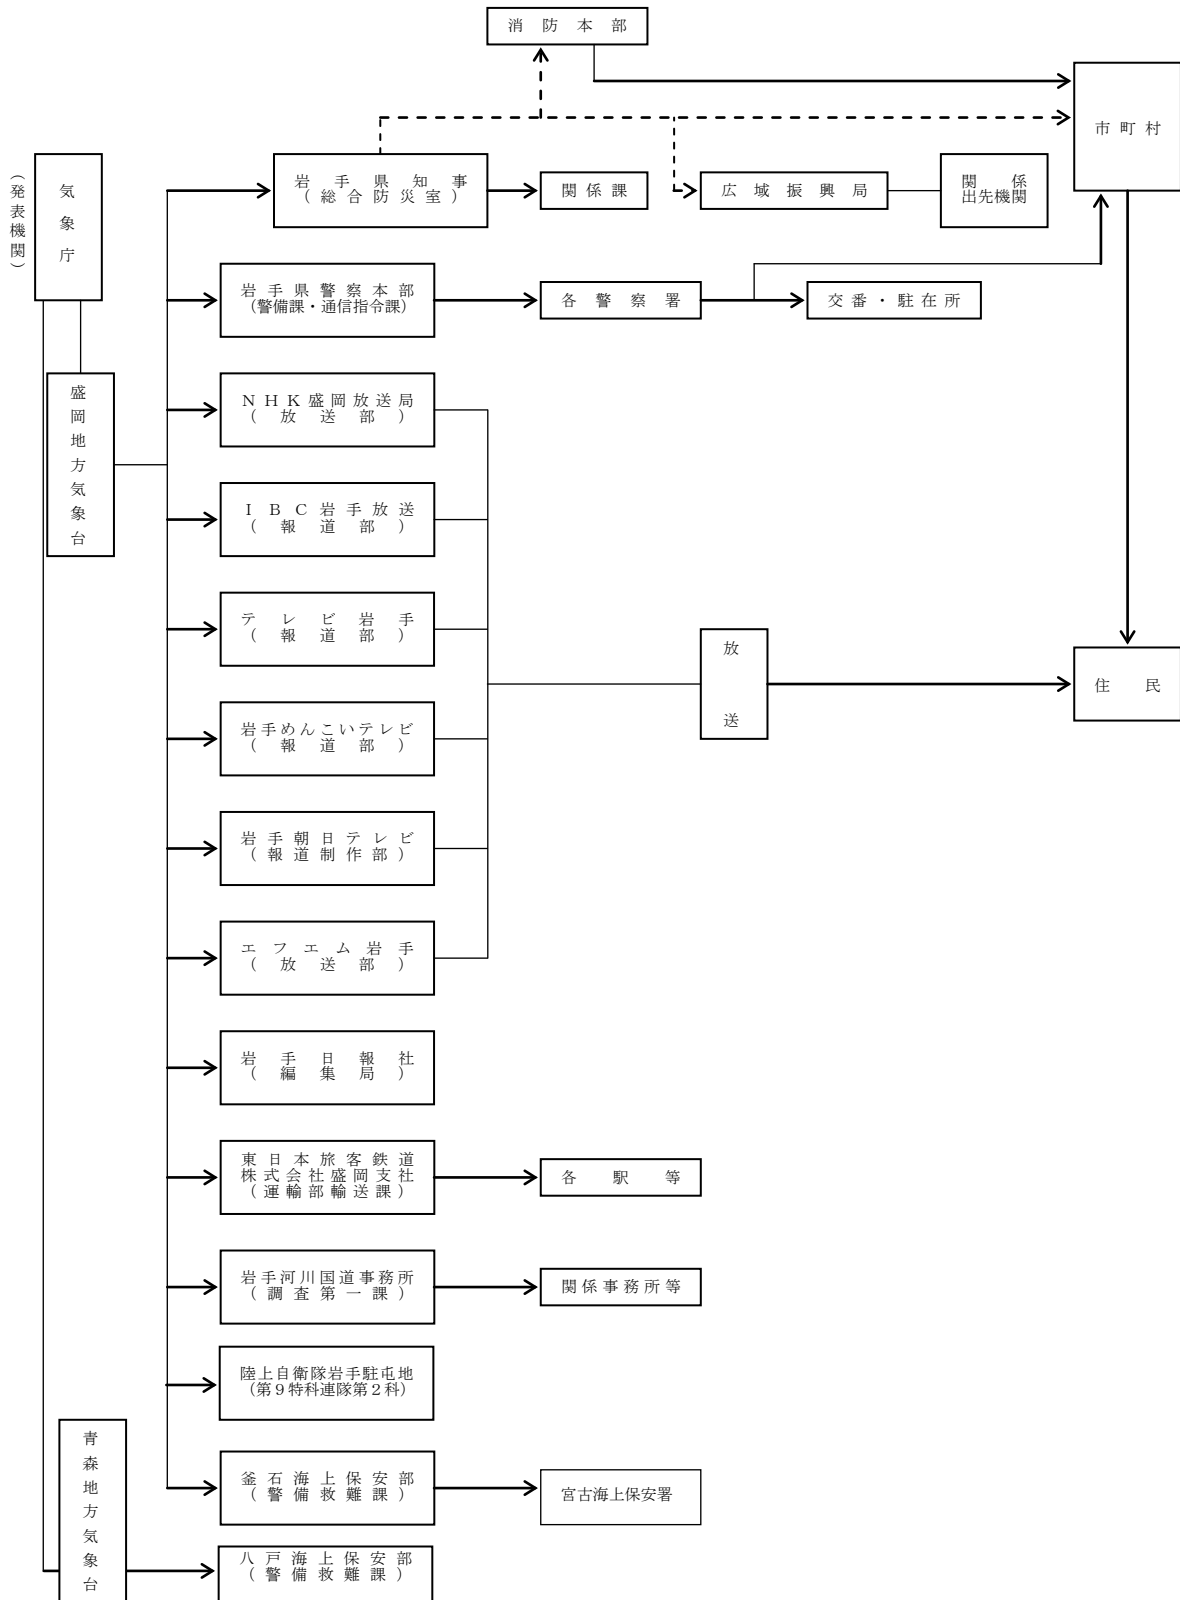 消防本部
市町村
（発表機関）
気象庁
岩手県知事
（総合防災室）
関係課
広域振興局
関係
出先機関
岩手県警察本部
（警備課・通信指令課）
各警察署
交番・駐在所
盛岡地方気象台
ＮＨＫ盛岡放送局
（放送部）
ＩＢＣ岩手放送
（報道部）
テレビ岩手
（報道部）
放送
住民
岩手めんこいテレビ
（報道部）
岩手朝日テレビ
（報道制作部）
エフエム岩手
（放送部）
岩手日報社
（編集局）
東日本旅客鉄道
株式会社盛岡支社
（運輸部輸送課）
各駅等
岩手河川国道事務所
（調査第一課）
関係事務所等
陸上自衛隊岩手駐屯地
（第９特科連隊第２科）
青森地方気象台
釜石海上保安部
（警備救難課）
宮古海上保安署
八戸海上保安部
（警備救難課）